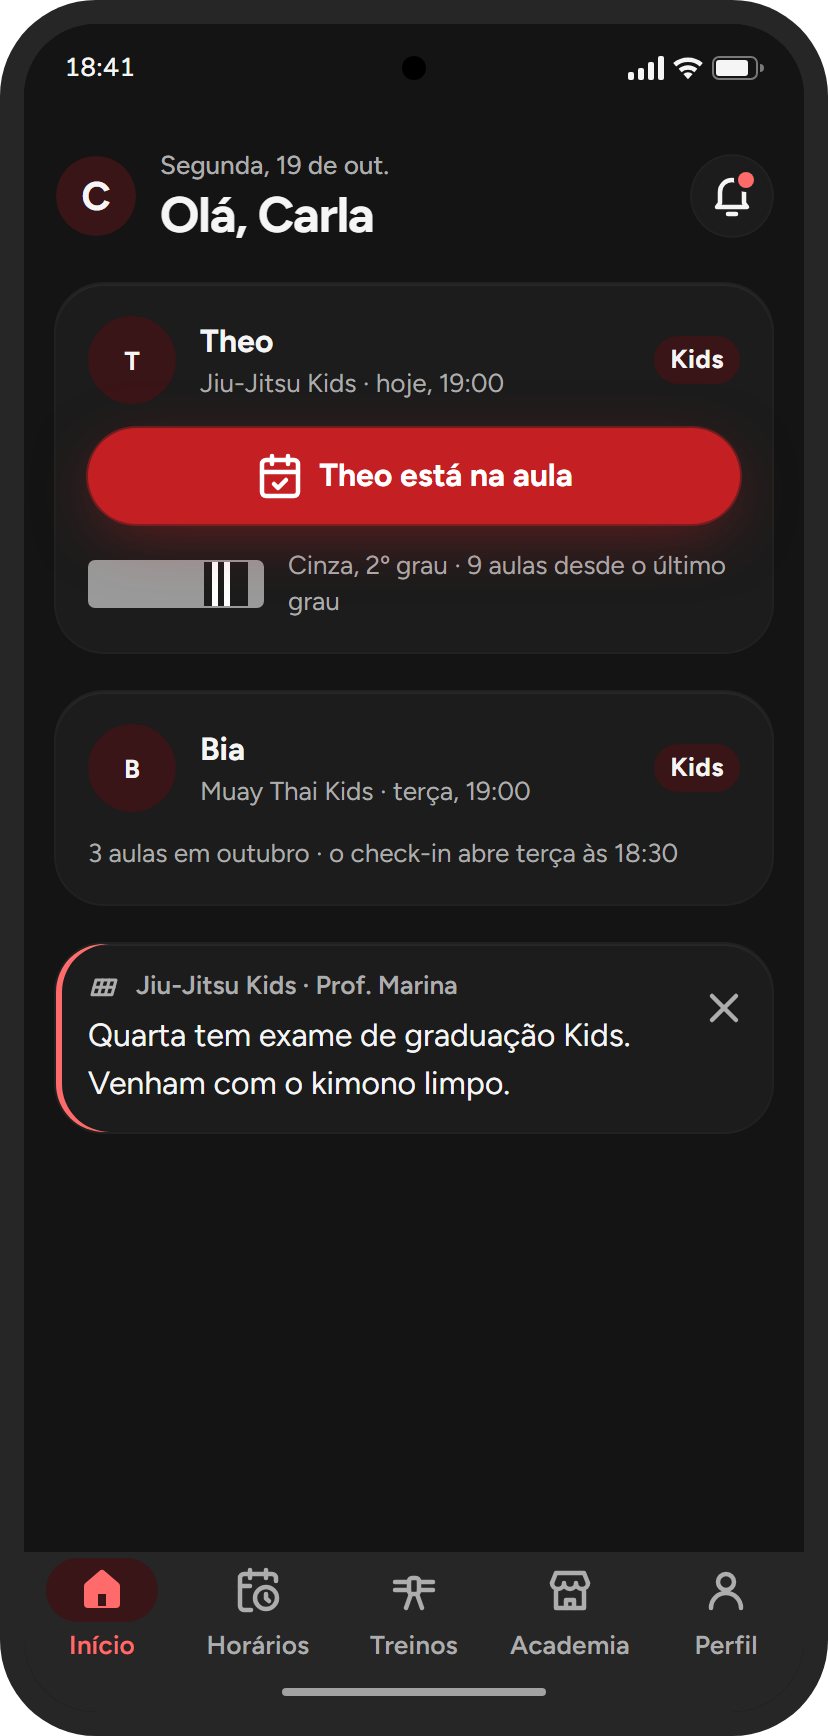 18:41
C
Segunda, 19 de out.
Olá, Carla
T
Theo
Jiu-Jitsu Kids · hoje, 19:00
Kids
Theo está na aula
Cinza, 2º grau · 9 aulas desde o último
grau
B
Bia
Muay Thai Kids · terça, 19:00
Kids
3 aulas em outubro · o check-in abre terça às 18:30
Jiu-Jitsu Kids · Prof. Marina
Quarta tem exame de graduação Kids.
Venham com o kimono limpo.
Início
Horários
Treinos
Academia
Perfil